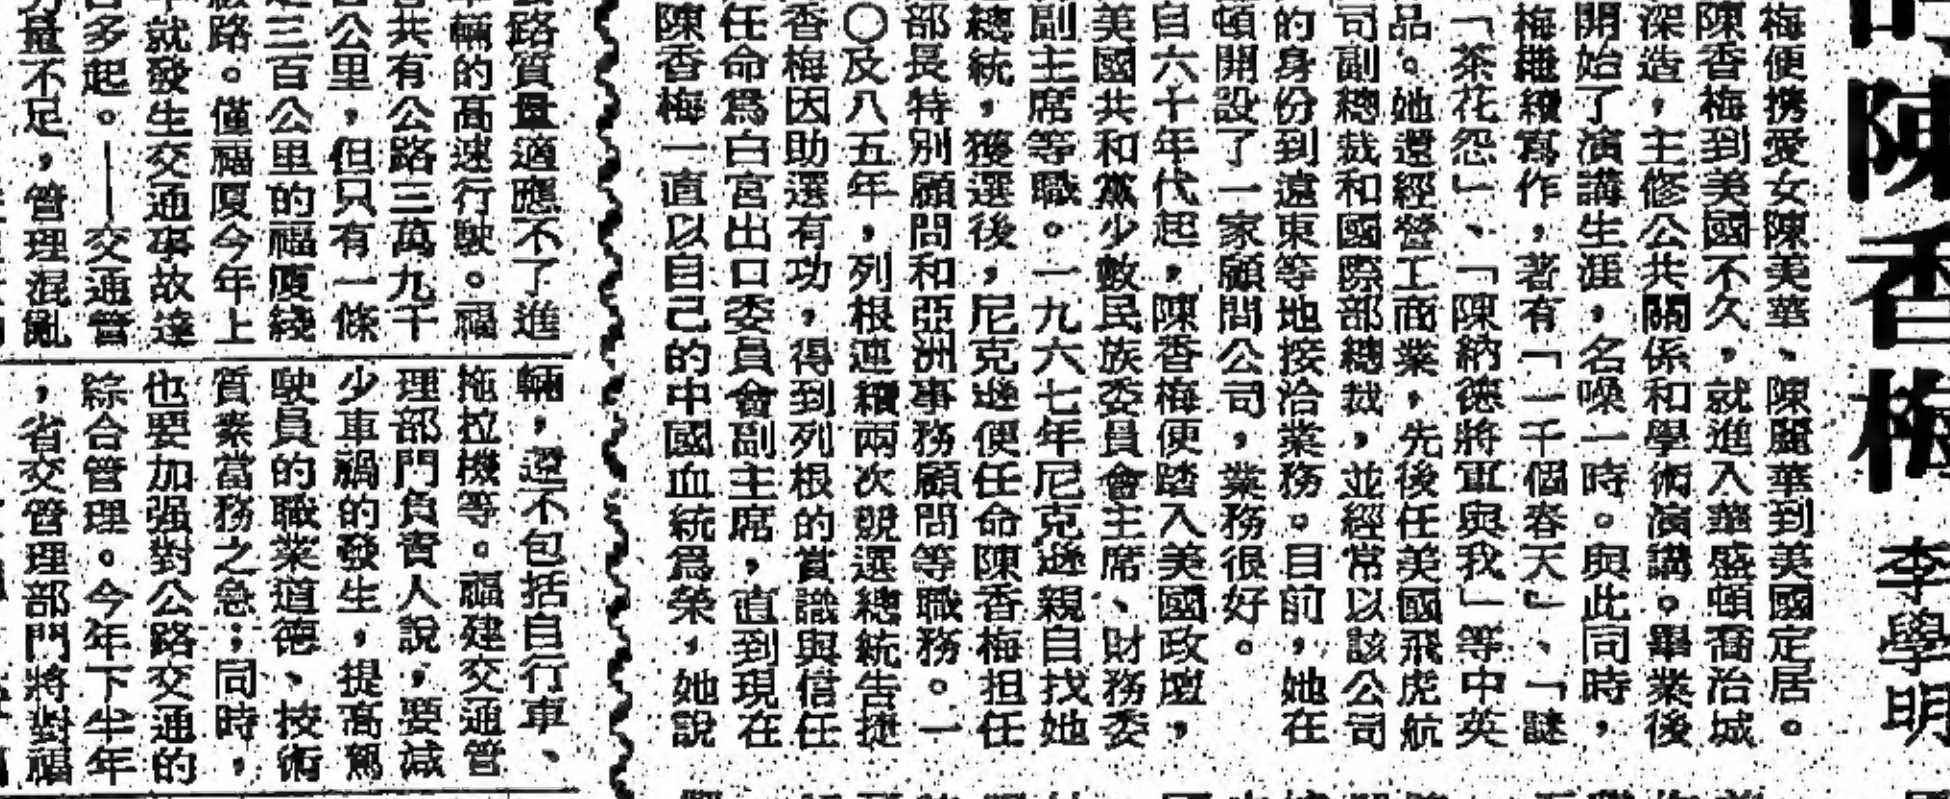 陳香梅
李學明
梅便携愛女陳美華、陳麗華到美國定居。
陳香梅到美國不久，就進入華盛頓喬治城
深造，主修公共關係和學術演講。畢業後
開始了演講生涯，名噪一時。與此同時，
梅繼續寫作，著有「一千個春天」、「謎
「茶花怨」、「陳納德將軍與我」等中英
品。她還經營工商業，先後任美國飛虎航
司副總裁和國際部總裁，並經常以該公司
的身份到遠東等地接洽業務。目前，她在
頓開設了一家顧問公司，業務很好。
自六十年代起，陳香梅便踏入美國政壇，
美國共和黨少數民族委員會主席、財務委
副主席等職。一九六七年尼克遜親自找她
總統，獲選後，尼克遜便任命陳香梅担任
部長特別顧問和亞洲事務顧問等職務。一
〇及八五年，列根連續兩次競選總統告捷
香梅因助選有功，得到列根的賞識與信任
任命為白宮出口委員會副主席，直到現在
陳香梅一直以自己的中國血統為榮，她說
路質量適應不了進
輛的高速行駛。福
共有公路三萬九千
公里，但只有一條
三百公里的福厦綫
路。僅福厦今年上
就發生交通事故達
多起。——交通管
量不足，管理混亂
輛，還不包括自行車、
拖拉機等。福建交通管
理部門負責人說，要减
少車禍的發生，提高駕
駛員的職業道德、技術
質素當務之急；同時，
也要加强對公路交通的
綜合管理。今年下半年
，省交管理部門將對福